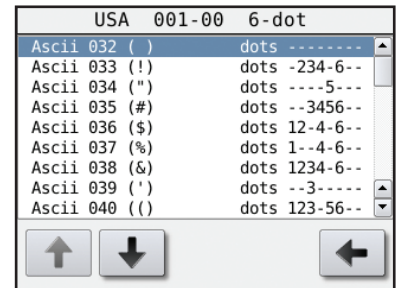 USA 001-00 6-dot
Ascii 032 ( ) dots --------
Ascii 033 (!) dots -234-6--
Ascii 034 (") dots ----5---
Ascii 035 (#) dots --3456--
Ascii 036 ($) dots 12-4-6--
Ascii 037 (%) dots 1--4-6--
Ascii 038 (&) dots 1234-6--
Ascii 039 (') dots --3-----
Ascii 040 (() dots 123-56--